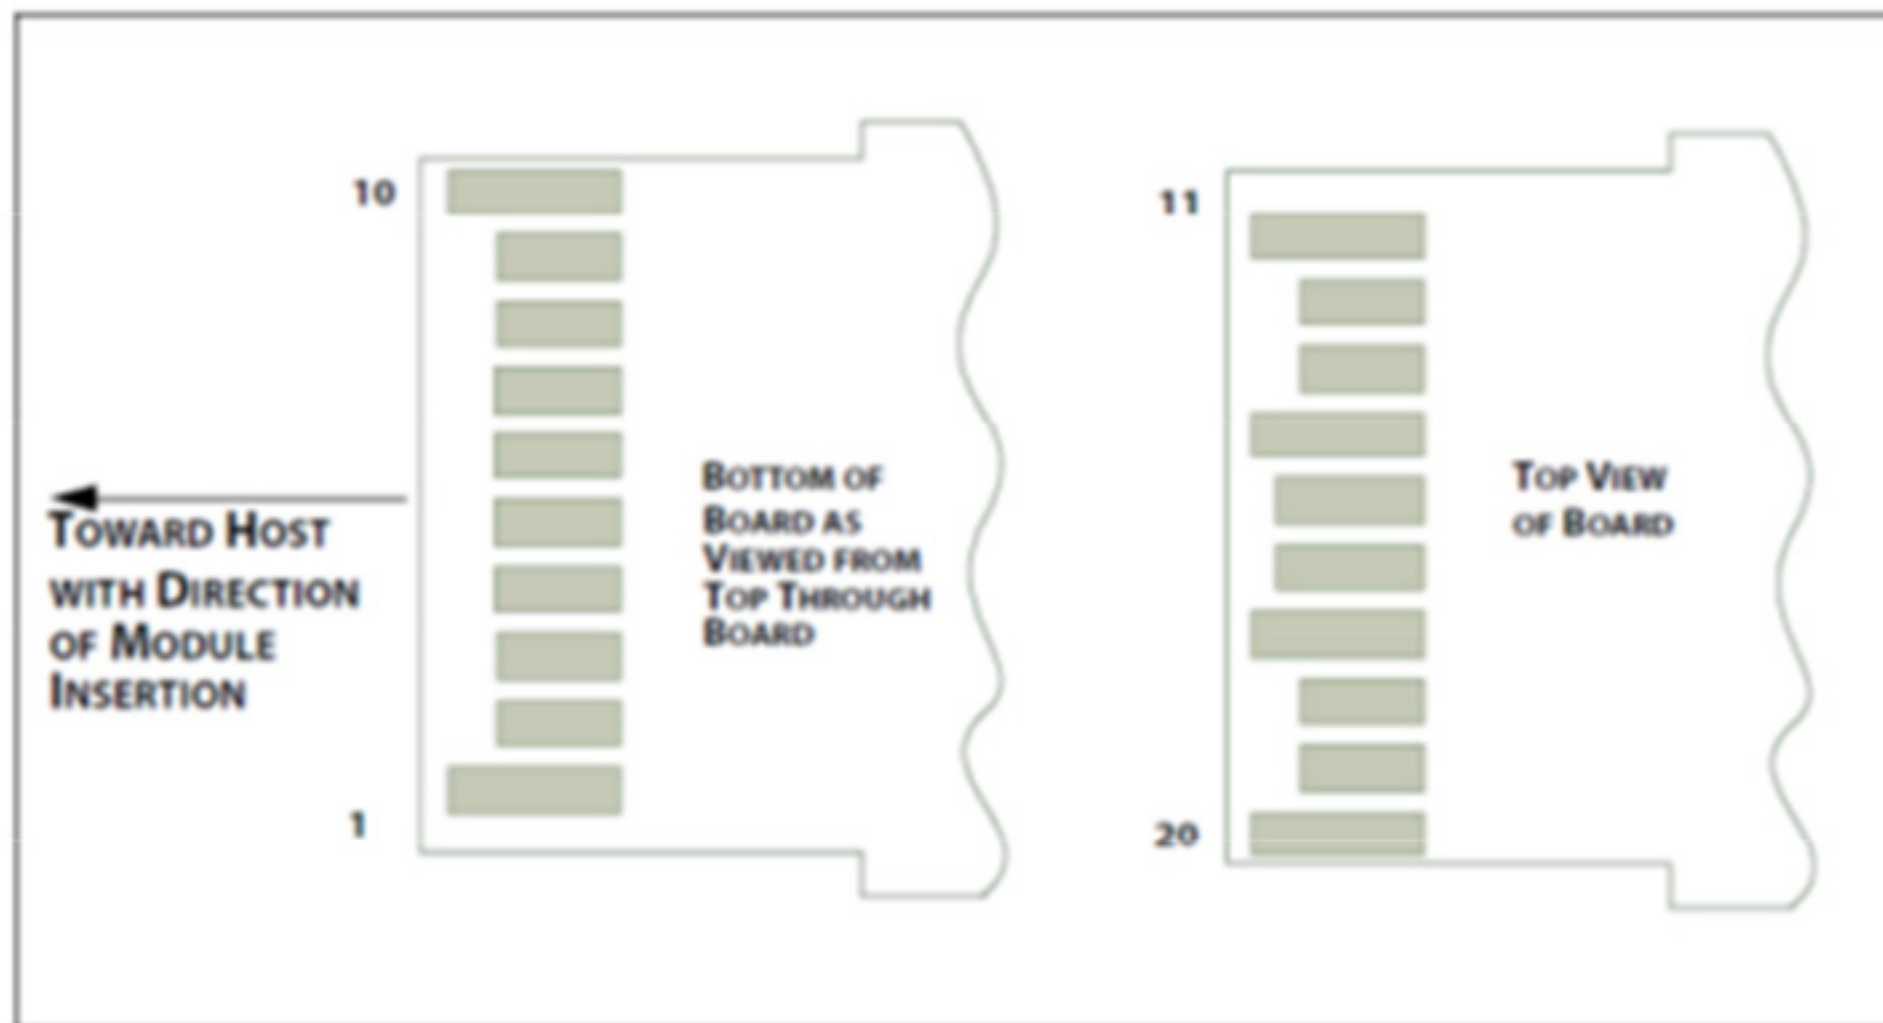 10
1
TOWARD HOST
WITH DIRECTION
OF MODULE
INSERTION
BOTTOM OF
BOARD AS
VIEWED FROM
TOP THROUGH
BOARD
11
20
TOP VIEW
OF BOARD